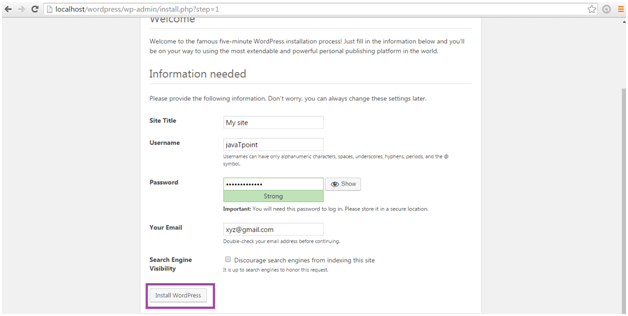 localhost/wordpress/wp-admin/install.php?step=1
Welcome
Welcome to the famous five-minute WordPress installation process! Just fill in the information below and you'll
be on your way to using the most extendable and powerful personal publishing platform in the world.
Information needed
Please provide the following information. Don't worry, you can always change these settings later.
Site Title
My site
Username
javaTpoint
Usernames can have only alphanumeric characters, spaces, underscores, hyphens, periods, and the @
symbol.
Password
•••••••••••••
Show
Strong
Important: You will need this password to log in. Please store it in a secure location.
Your Email
xyz@gmail.com
Double-check your email address before continuing.
Search Engine
Visibility
Discourage search engines from indexing this site
It is up to search engines to honor this request.
Install WordPress